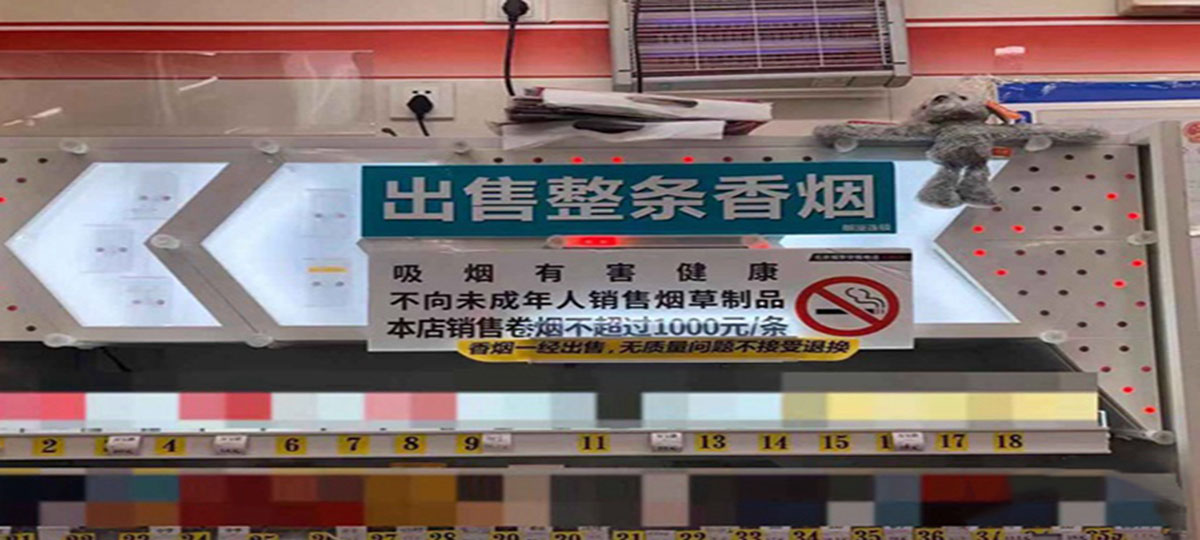 出售整条香烟
吸烟有害健康
不向未成年人销售烟草制品
本店销售卷烟不超过1000元/条
香烟一经出售，无质量问题不接受退换
2 4 6 7 8 9 11 13 14 15 17 18